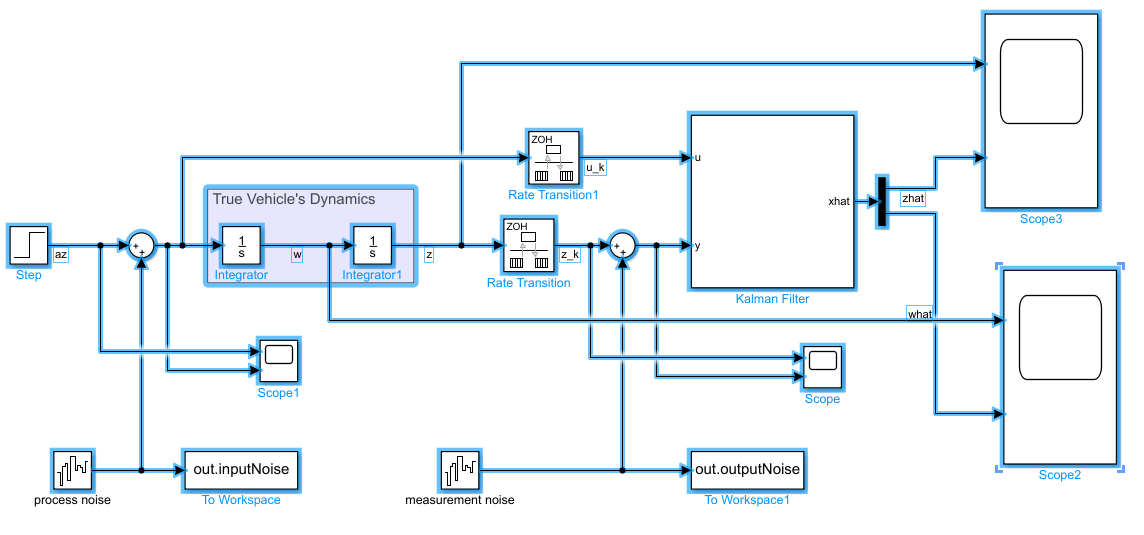 ZOH
u_k
Rate Transition1
u
y
xhat
Kalman Filter
zhat
Scope3
True Vehicle's Dynamics
Step
az
+
+
1
s
Integrator
w
1
s
Integrator1
z
ZOH
z_k
Rate Transition
+
+
what
Scope1
Scope
Scope2
process noise
out.inputNoise
To Workspace
measurement noise
out.outputNoise
To Workspace1